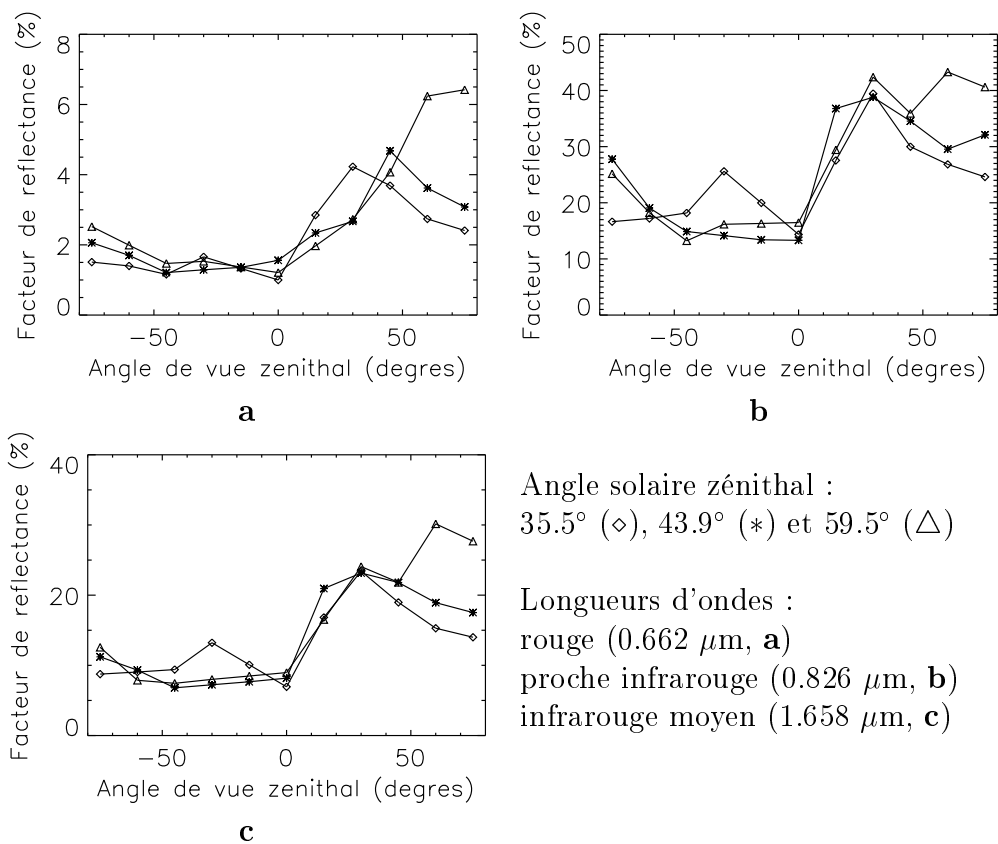 Facteur de reflectance (%)
8
6
4
2
0
−50
0
50
Angle de vue zenithal (degres)
a
Facteur de reflectance (%)
50
40
30
20
10
0
−50
0
50
Angle de vue zenithal (degres)
b
Facteur de reflectance (%)
40
20
0
−50
0
50
Angle de vue zenithal (degres)
c
Angle solaire zénithal :
35.5° (⋄), 43.9° (∗) et 59.5° (△)
Longueurs d'ondes :
rouge (0.662 μm, a)
proche infrarouge (0.826 μm, b)
infrarouge moyen (1.658 μm, c)